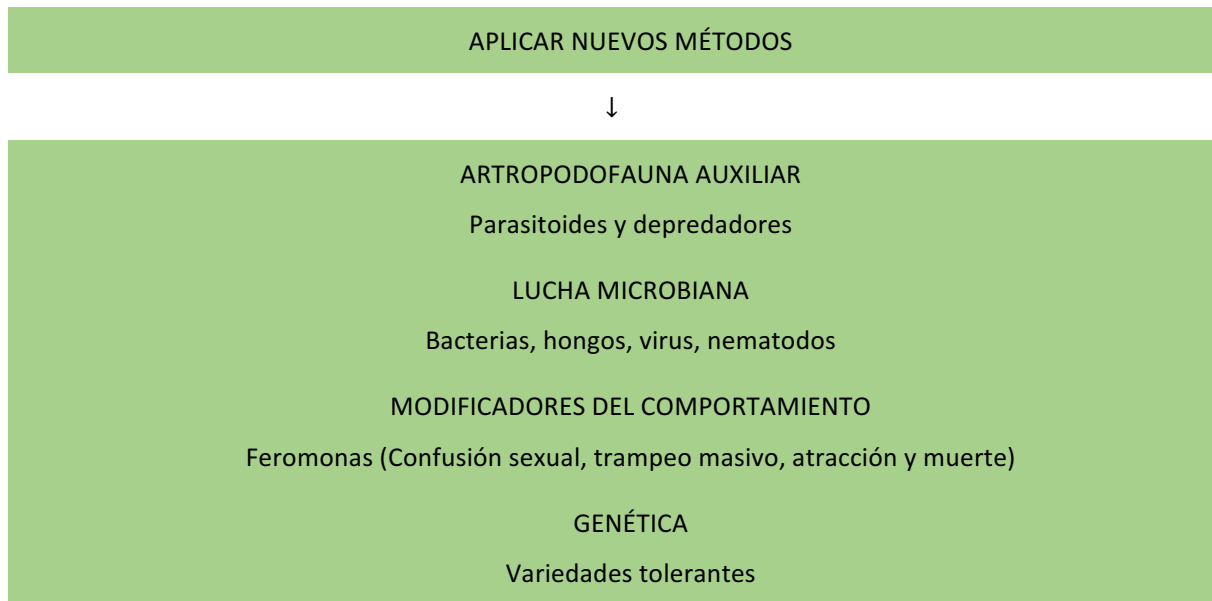 APLICAR NUEVOS MÉTODOS
↓
ARTROPODOFAUNA AUXILIAR
Parasitoides y depredadores
LUCHA MICROBIANA
Bacterias, hongos, virus, nematodos
MODIFICADORES DEL COMPORTAMIENTO
Feromonas (Confusión sexual, trampeo masivo, atracción y muerte)
GENÉTICA
Variedades tolerantes